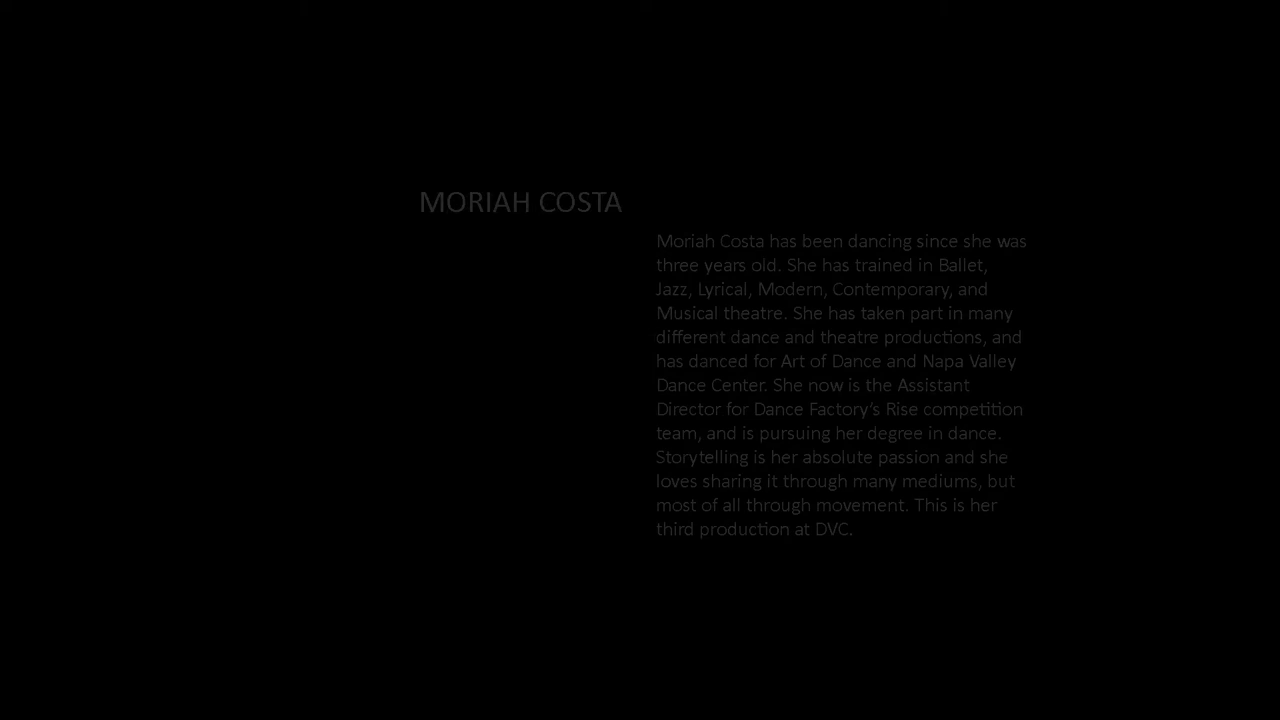 MORIAH COSTA
Moriah Costa has been dancing since she was
three years old. She has trained in Ballet,
Jazz, Lyrical, Modern, Contemporary, and
Musical theatre. She has taken part in many
different dance and theatre productions, and
has danced for Art of Dance and Napa Valley
Dance Center. She now is the Assistant
Director for Dance Factory’s Rise competition
team, and is pursuing her degree in dance.
Storytelling is her absolute passion and she
loves sharing it through many mediums, but
most of all through movement. This is her
third production at DVC.